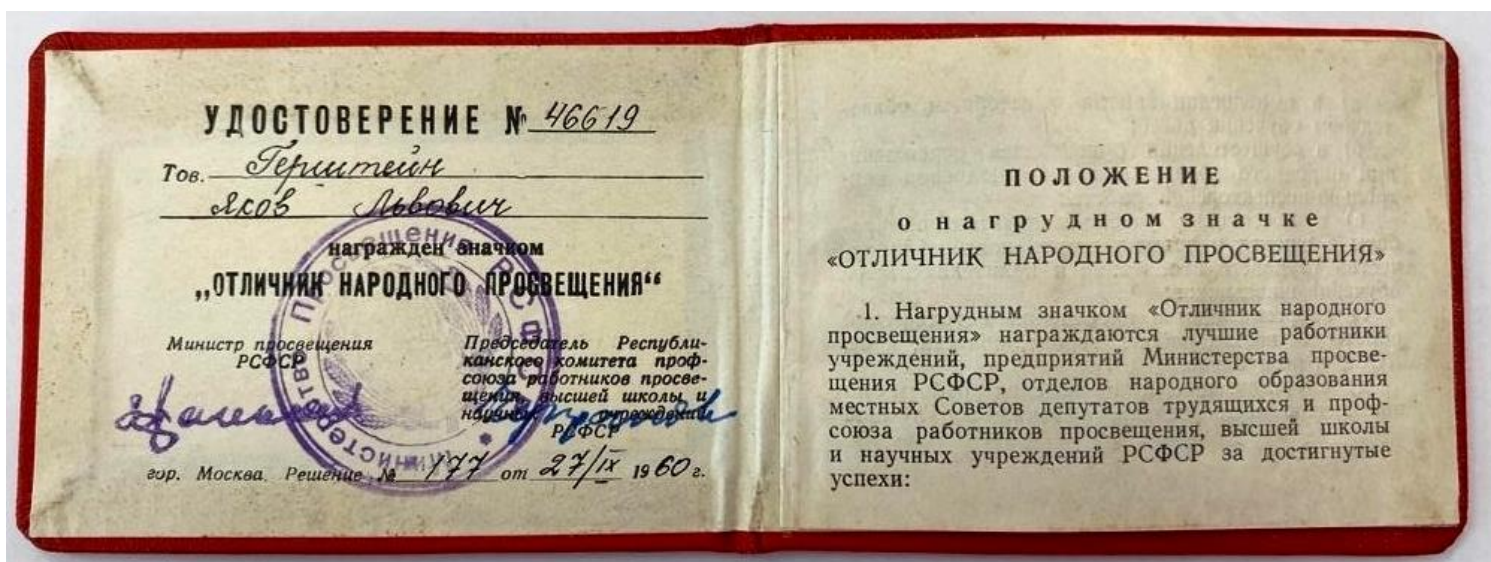 УДОСТОВЕРЕНИЕ № 46619
Тов. Герштейн
Яков Львович
награжден значком
„ОТЛИЧНИК НАРОДНОГО ПРОСВЕЩЕНИЯ“
Министр просвещения
РСФСР
Председатель Республи-
канского комитета проф-
союза работников просве-
щения, высшей школы и
научных учреждений
РСФСР
Министерство Просвещения РСФСР
гор. Москва. Решение № 177 от 27/IX 1960 г.
ПОЛОЖЕНИЕ
о нагрудном значке
«ОТЛИЧНИК НАРОДНОГО ПРОСВЕЩЕНИЯ»
1. Нагрудным значком «Отличник народного
просвещения» награждаются лучшие работники
учреждений, предприятий Министерства просве-
щения РСФСР, отделов народного образования
местных Советов депутатов трудящихся и проф-
союза работников просвещения, высшей школы
и научных учреждений РСФСР за достигнутые
успехи: